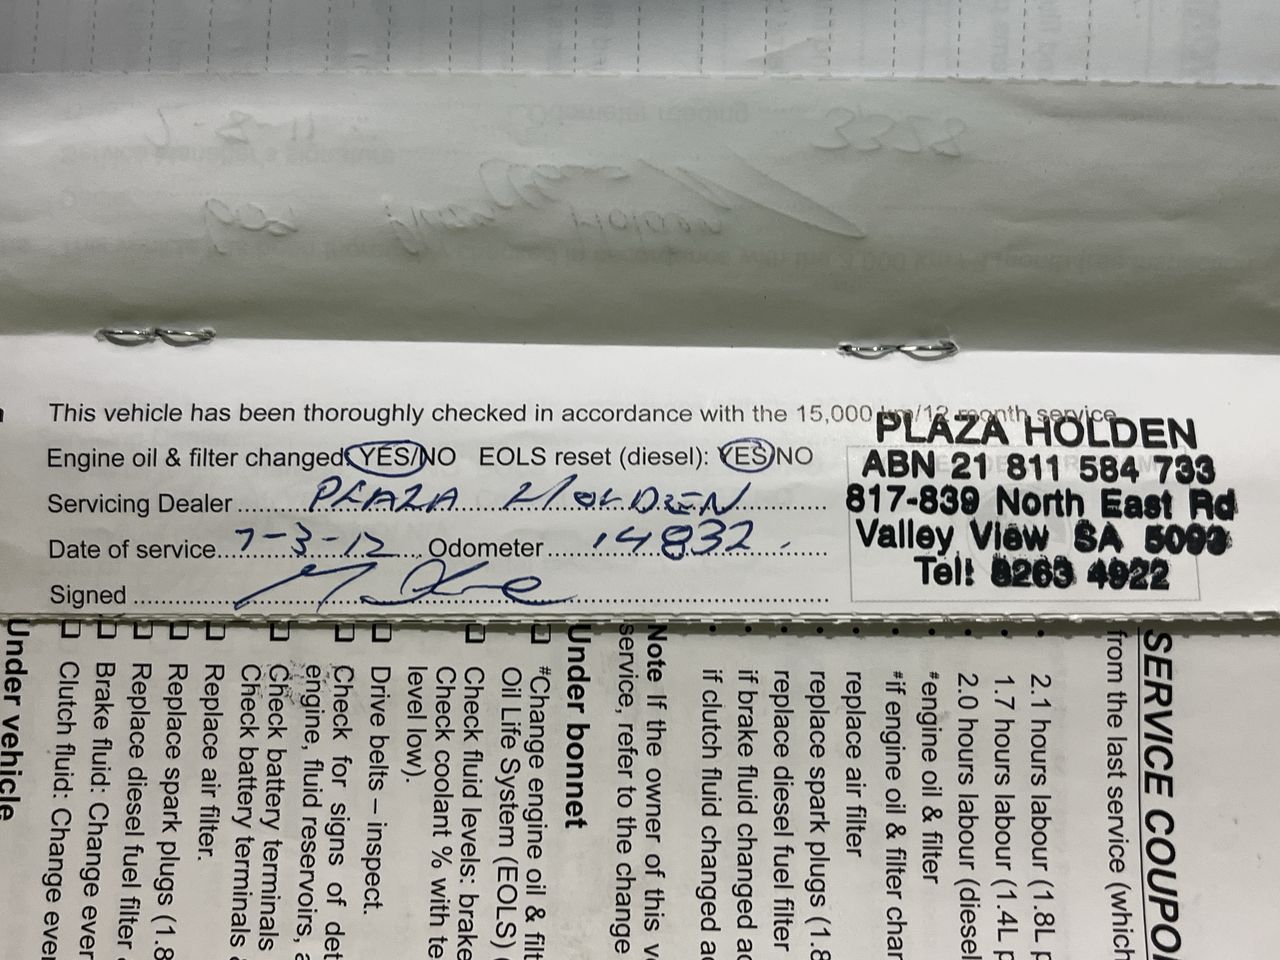 3358
Holden
This vehicle has been thoroughly checked in accordance with the 15,000 km/12 month service
Engine oil & filter changed YES/NO EOLS reset (diesel): YES/NO
Servicing Dealer PLAZA HOLDEN
Date of service 7-3-12 Odometer 14832
Signed
PLAZA HOLDEN
ABN 21 811 584 733
817-839 North East Rd
Valley View SA 5093
Tel: 8263 4922
SERVICE COUPO
from the last service (which
2.1 hours labour (1.8L p
1.7 hours labour (1.4L p
2.0 hours labour (diesel
#engine oil & filter
#if engine oil & filter char
replace air filter
replace spark plugs (1.8
replace diesel fuel filter
if brake fluid changed ac
if clutch fluid changed ac
Note If the owner of this v
service, refer to the change
Under bonnet
#Change engine oil & filt
Oil Life System (EOLS) (
Check fluid levels: brake
Check coolant % with te
level low).
Drive belts – inspect.
Check for signs of det
engine, fluid reservoirs, a
Check battery terminals
Check battery terminals a
Replace air filter.
Replace spark plugs (1.8
Replace diesel fuel filter
Brake fluid: Change ever
Clutch fluid: Change ever
Under vehicle